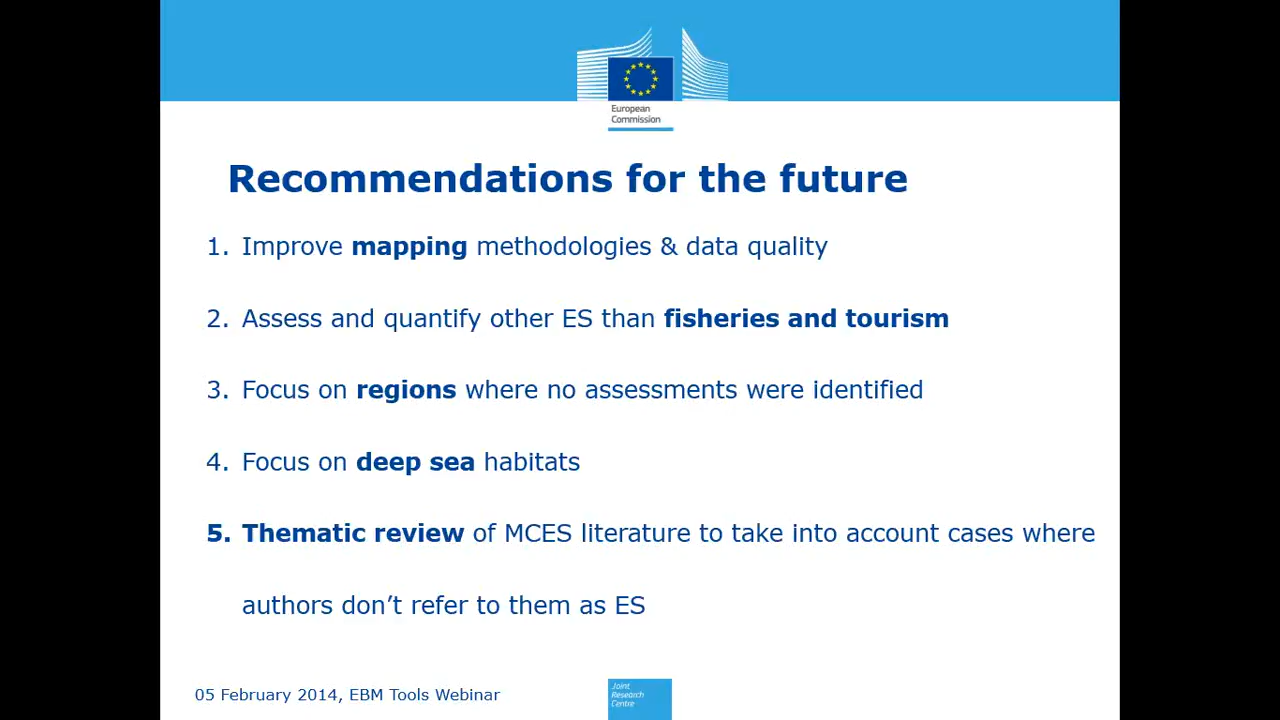 European
Commission
Recommendations for the future
1. Improve mapping methodologies & data quality
2. Assess and quantify other ES than fisheries and tourism
3. Focus on regions where no assessments were identified
4. Focus on deep sea habitats
5. Thematic review of MCES literature to take into account cases where
authors don’t refer to them as ES
05 February 2014, EBM Tools Webinar
Joint
Research
Centre